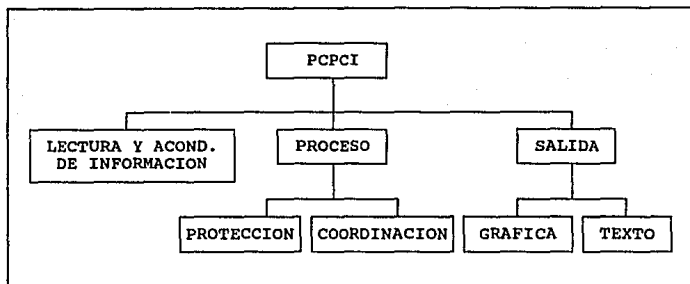 PCPCI
LECTURA Y ACOND.
DE INFORMACION
PROCESO
SALIDA
PROTECCION
COORDINACION
GRAFICA
TEXTO